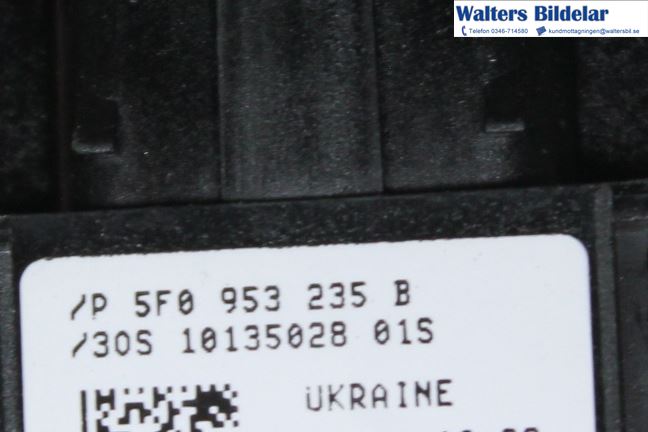 Walters Bildelar
Telefon 0346-714580 kundmottagningen@waltersbil.se
/P 5F0 953 235 B
/30S 10135028 01S
UKRAINE